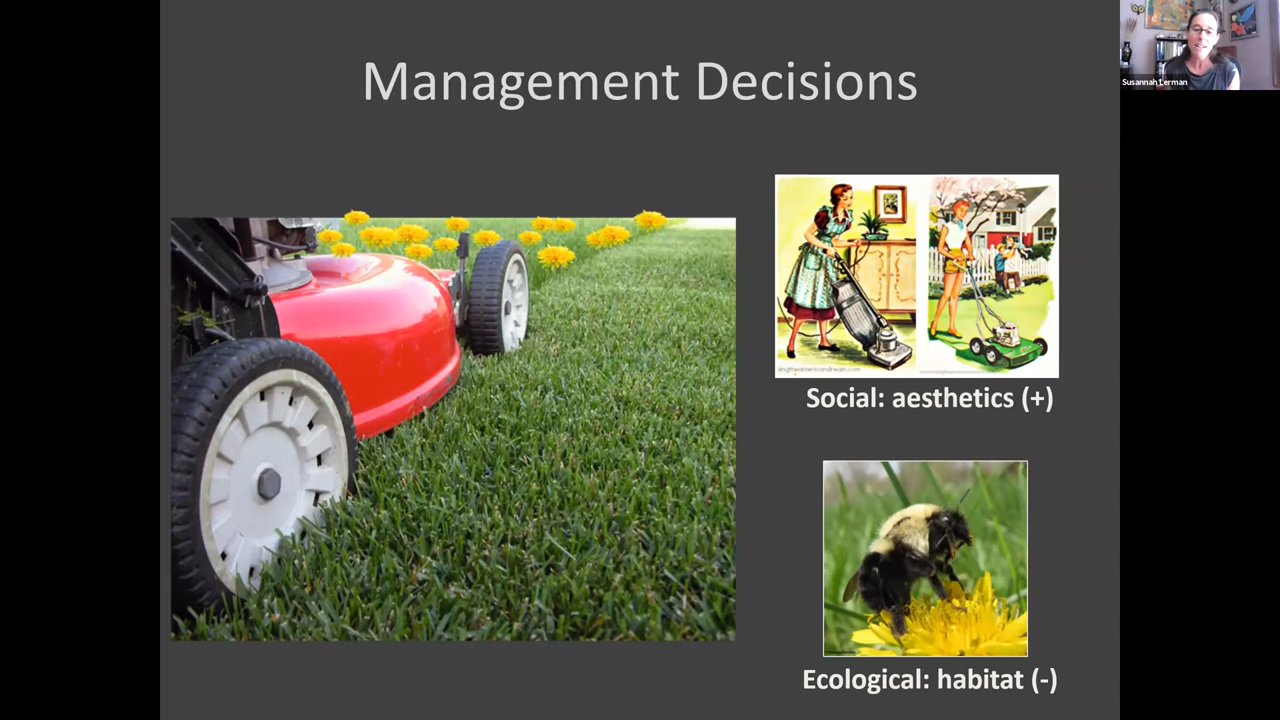 Management Decisions
Susannah Lerman
Social: aesthetics (+)
Ecological: habitat (-)